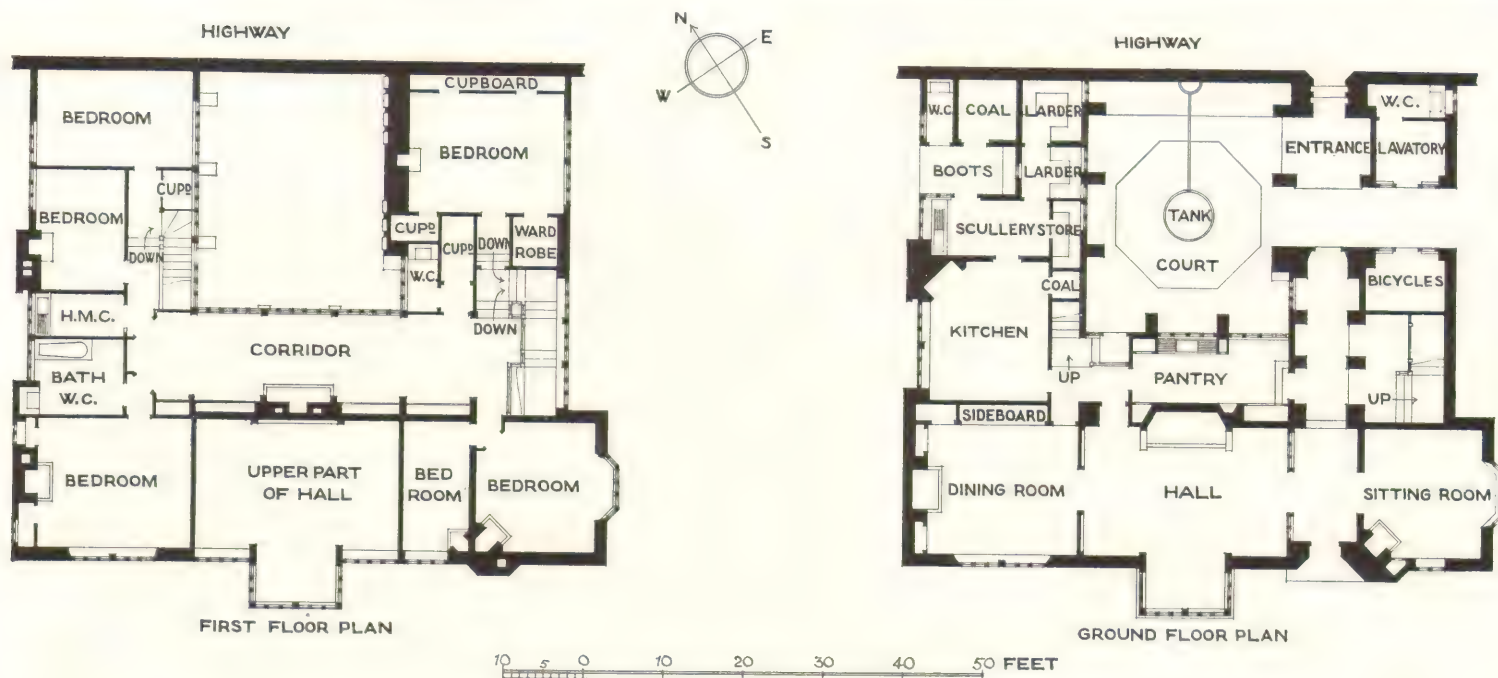 HIGHWAY
CUPBOARD
BEDROOM
BEDROOM
BEDROOM
CUPD
CUPD
CUPD
WARD
ROBE
DOWN
DOWN
W.C.
DOWN
H.M.C.
CORRIDOR
BATH
W.C.
BEDROOM
UPPER PART
OF HALL
BED
ROOM
BEDROOM
FIRST FLOOR PLAN
N
E
W
S
HIGHWAY
W.C.
COAL
LARDER
W.C.
ENTRANCE
LAVATORY
BOOTS
LARDER
TANK
SCULLERY
STORE
COURT
COAL
BICYCLES
KITCHEN
UP
PANTRY
UP
SIDEBOARD
DINING ROOM
HALL
SITTING ROOM
GROUND FLOOR PLAN
10 5 0 10 20 30 40 50 FEET